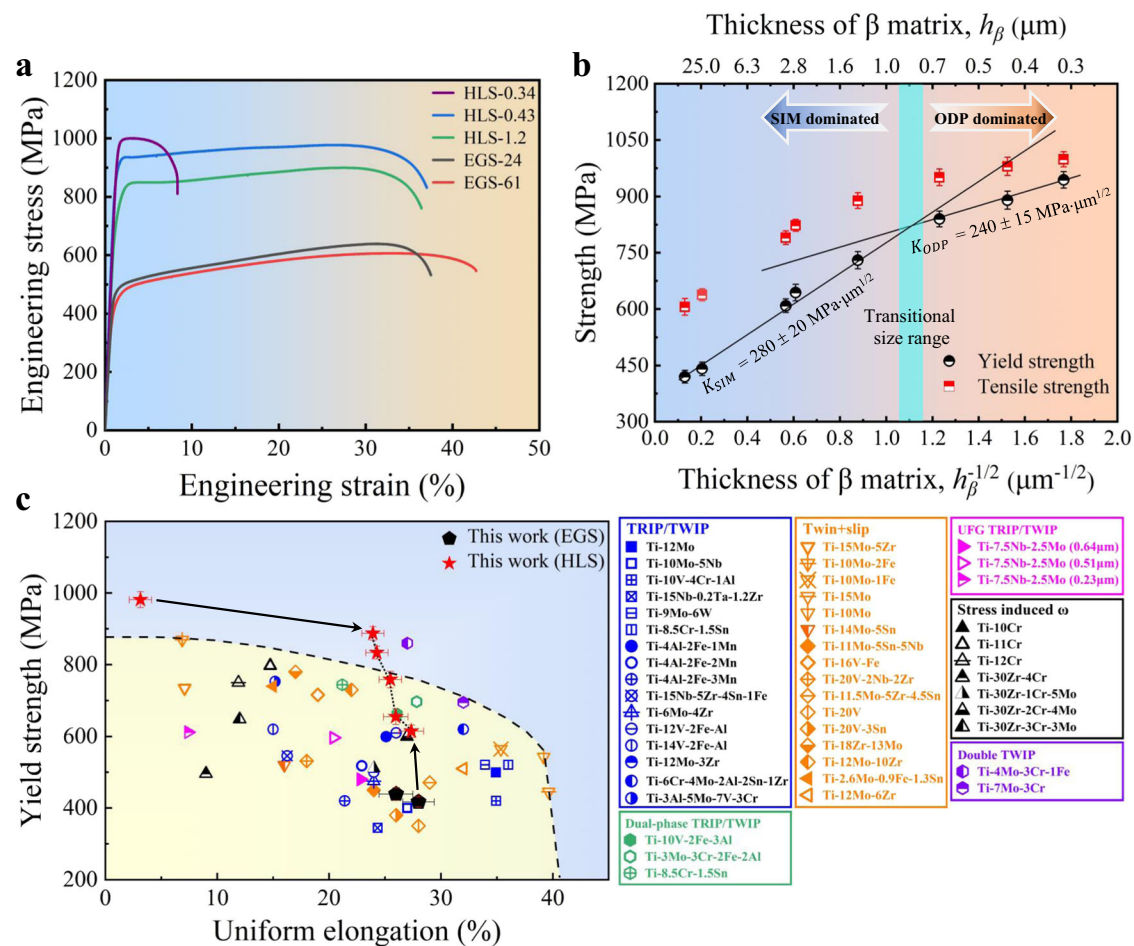 a
1200
1000
800
600
400
200
0
0
10
20
30
40
50
Engineering stress (MPa)
Engineering strain (%)
HLS-0.34
HLS-0.43
HLS-1.2
EGS-24
EGS-61
Thickness of β matrix, hβ (μm)
b
25.0 6.3 2.8 1.6 1.0 0.7 0.5 0.4 0.3
1200
1050
900
750
600
450
300
Strength (MPa)
SIM dominated
ODP dominated
K_ODP = 240 ± 15 MPa·μm^1/2
K_SIM = 280 ± 20 MPa·μm^1/2
Transitional
size range
Yield strength
Tensile strength
0.0 0.2 0.4 0.6 0.8 1.0 1.2 1.4 1.6 1.8 2.0
Thickness of β matrix, hβ^-1/2 (μm^-1/2)
c
1200
1000
800
600
400
200
Yield strength (MPa)
This work (EGS)
This work (HLS)
0
10
20
30
40
Uniform elongation (%)
TRIP/TWIP
Ti-12Mo
Ti-10Mo-5Nb
Ti-10V-4Cr-1Al
Ti-15Nb-0.2Ta-1.2Zr
Ti-9Mo-6W
Ti-8.5Cr-1.5Sn
Ti-4Al-2Fe-1Mn
Ti-4Al-2Fe-2Mn
Ti-4Al-2Fe-3Mn
Ti-15Nb-5Zr-4Sn-1Fe
Ti-6Mo-4Zr
Ti-12V-2Fe-Al
Ti-14V-2Fe-Al
Ti-12Mo-3Zr
Ti-6Cr-4Mo-2Al-2Sn-1Zr
Ti-3Al-5Mo-7V-3Cr
Dual-phase TRIP/TWIP
Ti-10V-2Fe-3Al
Ti-3Mo-3Cr-2Fe-2Al
Ti-8.5Cr-1.5Sn
Twin+slip
Ti-15Mo-5Zr
Ti-10Mo-2Fe
Ti-10Mo-1Fe
Ti-15Mo
Ti-10Mo
Ti-14Mo-5Sn
Ti-11Mo-5Sn-5Nb
Ti-16V-Fe
Ti-20V-2Nb-2Zr
Ti-11.5Mo-5Zr-4.5Sn
Ti-20V
Ti-20V-3Sn
Ti-18Zr-13Mo
Ti-12Mo-10Zr
Ti-2.6Mo-0.9Fe-1.3Sn
Ti-12Mo-6Zr
UFG TRIP/TWIP
Ti-7.5Nb-2.5Mo (0.64μm)
Ti-7.5Nb-2.5Mo (0.51μm)
Ti-7.5Nb-2.5Mo (0.23μm)
Stress induced ω
Ti-10Cr
Ti-11Cr
Ti-12Cr
Ti-30Zr-4Cr
Ti-30Zr-1Cr-5Mo
Ti-30Zr-2Cr-4Mo
Ti-30Zr-3Cr-3Mo
Double TWIP
Ti-4Mo-3Cr-1Fe
Ti-7Mo-3Cr